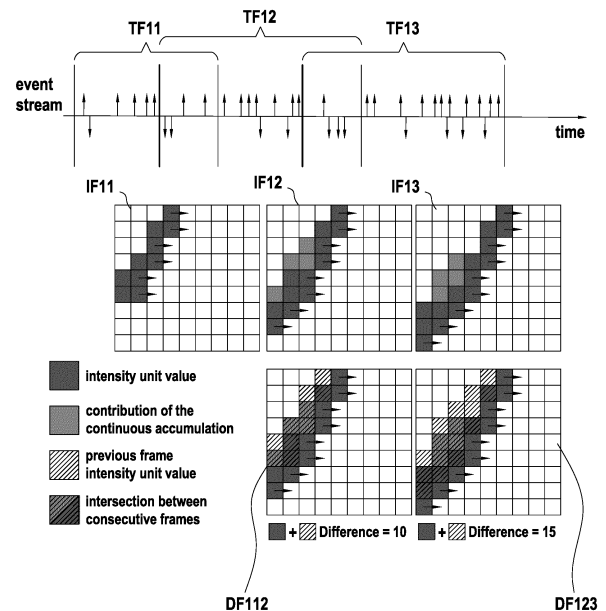 TF11
TF12
TF13
event
stream
time
IF11
IF12
IF13
intensity unit value
contribution of the
continuous accumulation
previous frame
intensity unit value
intersection between
consecutive frames
+ Difference = 10
+ Difference = 15
DF112
DF123